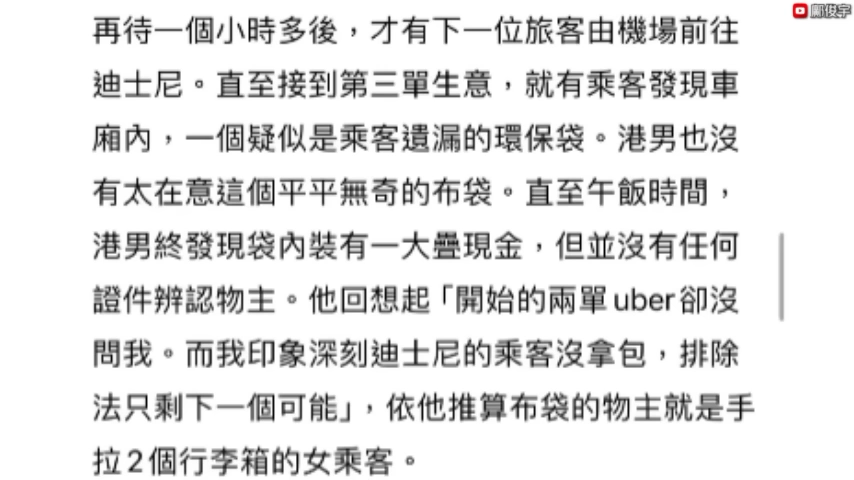 鄺俊宇
再待一個小時多後，才有下一位旅客由機場前往
迪士尼。直至接到第三單生意，就有乘客發現車
廂內，一個疑似是乘客遺漏的環保袋。港男也沒
有太在意這個平平無奇的布袋。直至午飯時間，
港男終發現袋內裝有一大疊現金，但並沒有任何
證件辨認物主。他回想起「開始的兩單uber卻沒
問我。而我印象深刻迪士尼的乘客沒拿包，排除
法只剩下一個可能」，依他推算布袋的物主就是手
拉2個行李箱的女乘客。